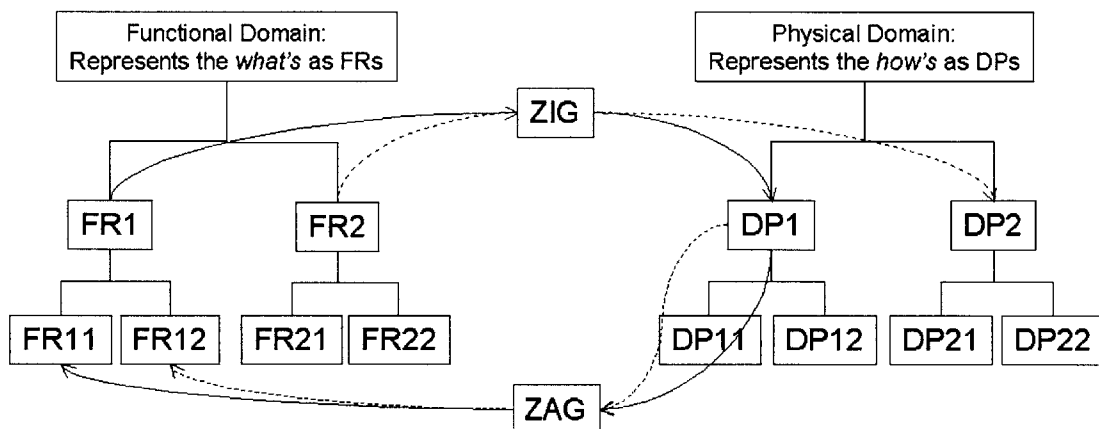 Functional Domain:
Represents the what's as FRs
Physical Domain:
Represents the how's as DPs
ZIG
FR1
FR2
DP1
DP2
FR11
FR12
FR21
FR22
DP11
DP12
DP21
DP22
ZAG